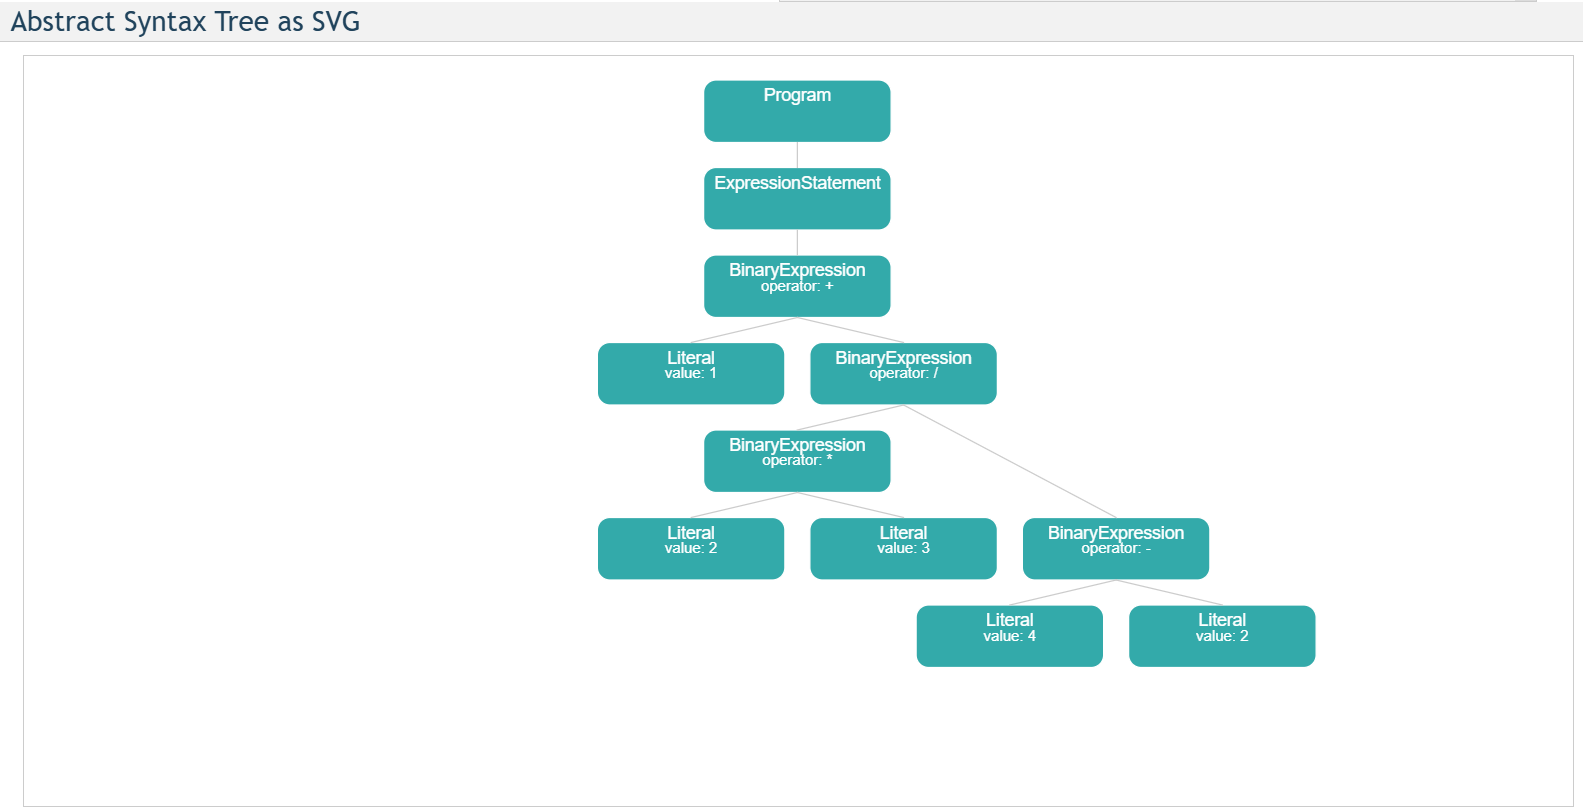 Abstract Syntax Tree as SVG
Program
ExpressionStatement
BinaryExpression
operator: +
Literal
value: 1
BinaryExpression
operator: /
BinaryExpression
operator: *
Literal
value: 2
Literal
value: 3
BinaryExpression
operator: -
Literal
value: 4
Literal
value: 2